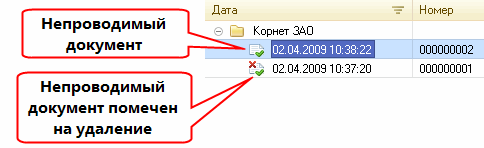 Дата Номер
Непроводимый
документ
Корнет ЗАО
02.04.2009 10:38:22 000000002
02.04.2009 10:37:20 000000001
Непроводимый
документ помечен
на удаление